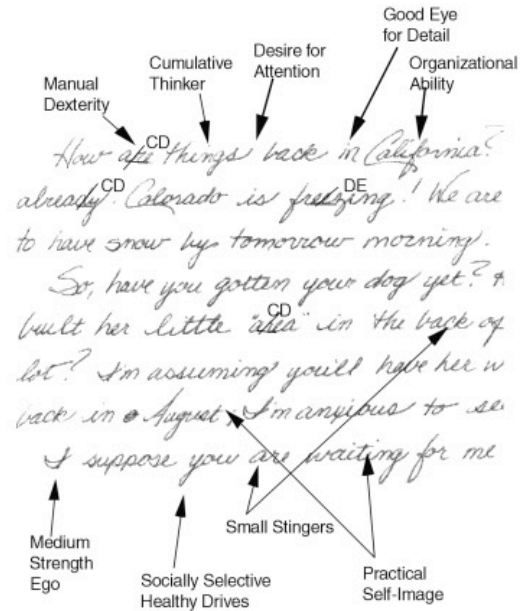 Good Eye
for Detail
Desire for
Attention
Cumulative
Thinker
Organizational
Ability
Manual
Dexterity
How are things back in California?
CD
already. Colorado is freezing! We are
CD
DE
to have snow by tomorrow morning.
So, have you gotten your dog yet?
built her little "area" in the back of
CD
lot? I'm assuming you'll have her w
back in August, I'm anxious to se
I suppose you are waiting for me
Small Stingers
Medium
Strength
Ego
Socially Selective
Healthy Drives
Practical
Self-Image